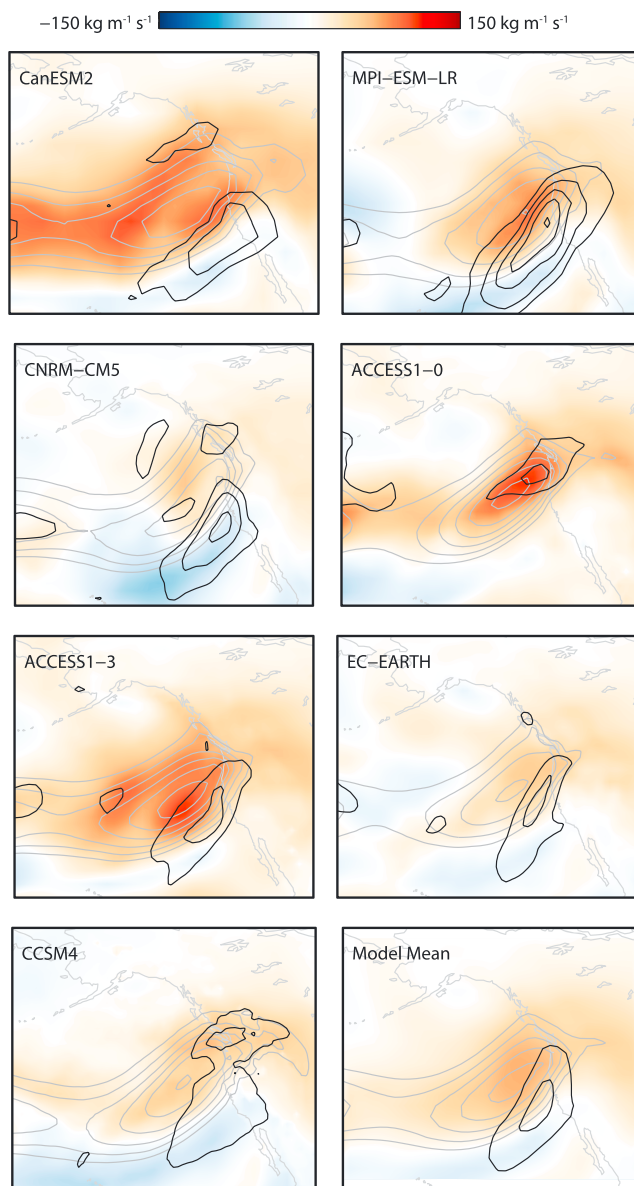 −150 kg m⁻¹ s⁻¹ 150 kg m⁻¹ s⁻¹
CanESM2 MPI−ESM−LR
CNRM−CM5 ACCESS1−0
ACCESS1−3 EC−EARTH
CCSM4 Model Mean